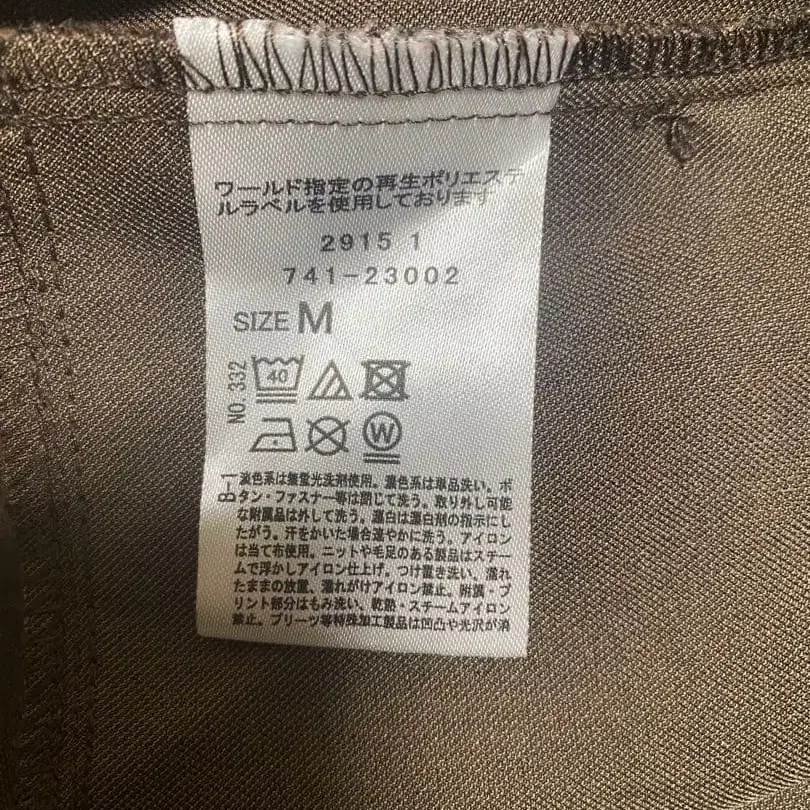 ワールド指定の再生ポリエステ
ルラベルを使用しております
2915 1
741-23002
SIZE M
NO. 332
40
W
B-1
淡色系は無蛍光洗剤使用。濃色系は単品洗い。ボ
タン・ファスナー等は閉じて洗う。取り外し可能
な附属品は外して洗う。漂白は漂白剤の指示にし
たがう。汗をかいた場合速やかに洗う。アイロン
は当て布使用。ニットや毛足のある製品はスチー
ムで浮かしアイロン仕上げ。つけ置き洗い、濡れ
たままの放置、濡れがけアイロン禁止。附属・プ
リント部分はもみ洗い、乾熱・スチームアイロン
禁止。プリーツ等特殊加工製品は凹凸や光沢が消